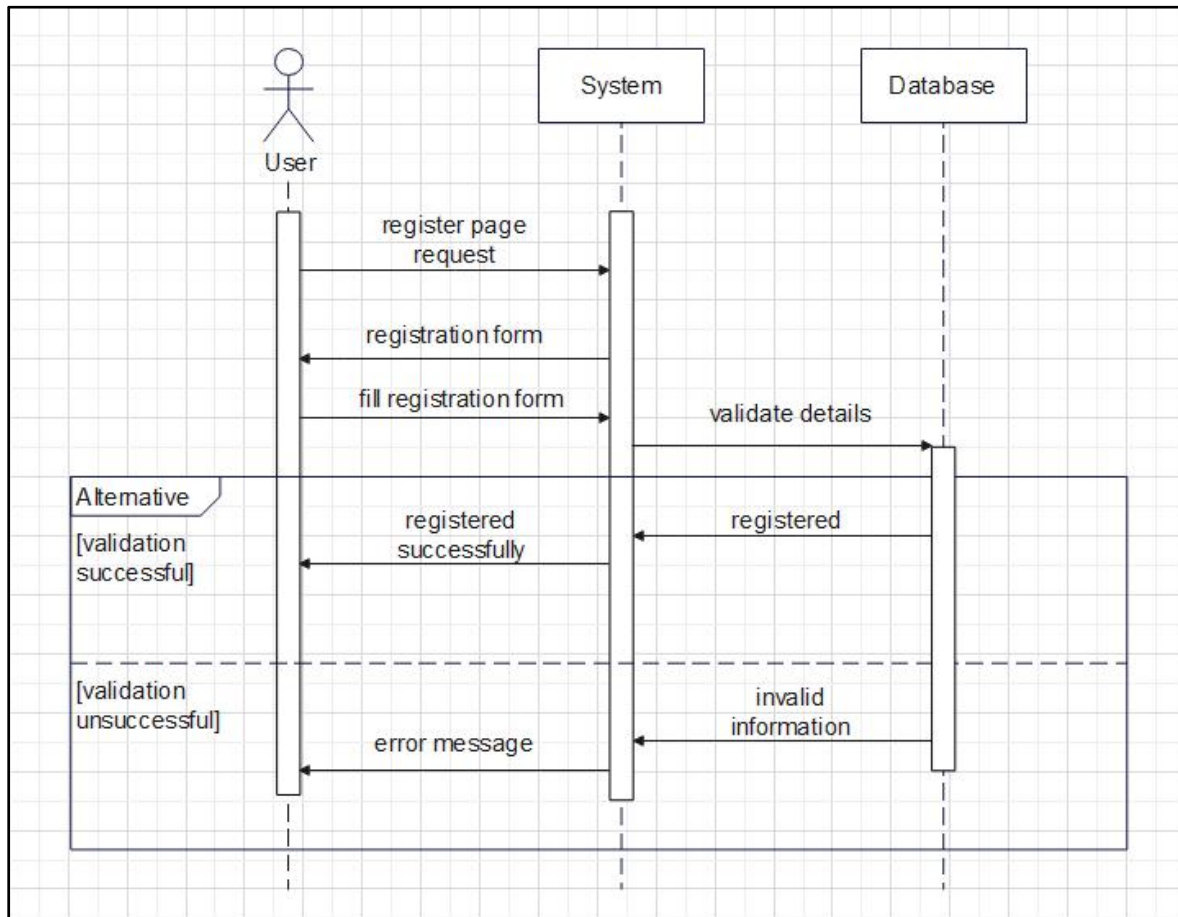 User
System
Database
register page
request
registration form
fill registration form
validate details
Alternative
[validation
successful]
registered
successfully
registered
[validation
unsuccessful]
invalid
information
error message